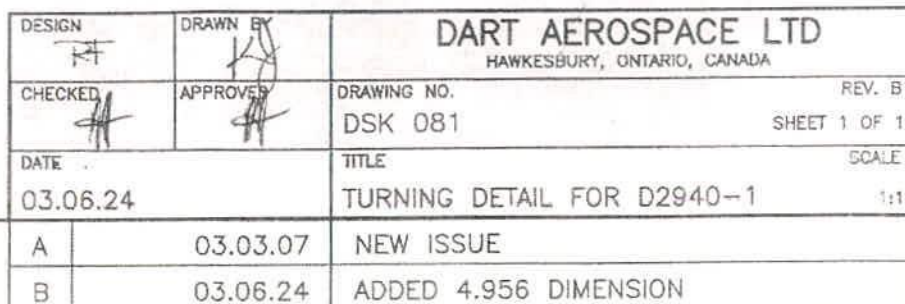 DESIGN
DRAWN BY
DART AEROSPACE LTD
HAWKESBURY, ONTARIO, CANADA
CHECKED
APPROVED
DRAWING NO.
REV. B
DSK 081
SHEET 1 OF 1
DATE
TITLE
SCALE
03.06.24
TURNING DETAIL FOR D2940-1
1:1
A 03.03.07 NEW ISSUE
B 03.06.24 ADDED 4.956 DIMENSION